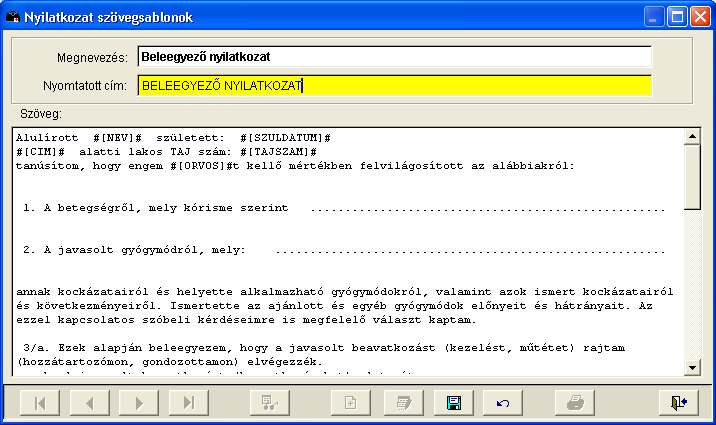 Nyilatkozat szövegsablonok
Megnevezés: Beleegyező nyilatkozat
Nyomtatott cím: BELEEGYEZŐ NYILATKOZAT
Szöveg:
Alulírott #[NEV]# született: #[SZULDATUM]#
#[CIM]# alatti lakos TAJ szám: #[TAJSZAM]#
tanúsítom, hogy engem #[ORVOS]#t kellő mértékben felvilágosított az alábbiakról:
1. A betegségről, mely kórisme szerint ...................................................
2. A javasolt gyógymódról, mely: ........................................................
annak kockázatairól és helyette alkalmazható gyógymódokról, valamint azok ismert kockázatairól
és következményeiről. Ismertette az ajánlott és egyéb gyógymódok előnyeit és hátrányait. Az
ezzel kapcsolatos szóbeli kérdéseimre is megfelelő választ kaptam.
3/a. Ezek alapján beleegyezem, hogy a javasolt beavatkozást (kezelést, műtétet) rajtam
(hozzátartozómon, gondozottamon) elvégezzék.